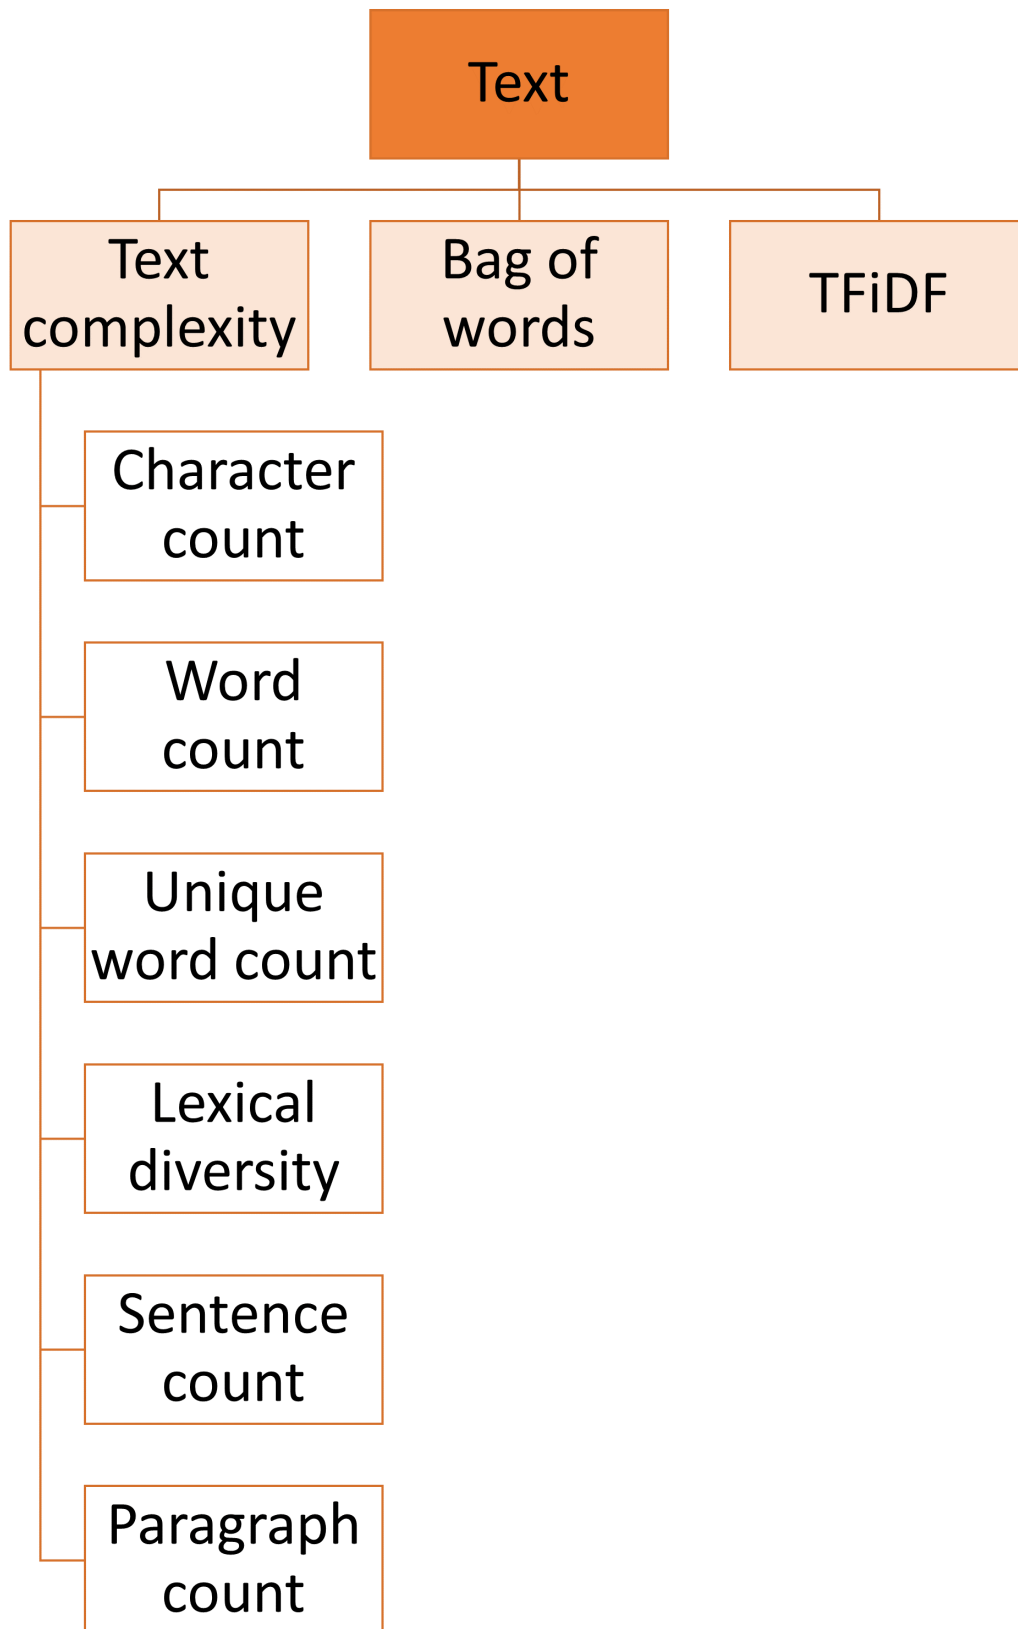 Text
Text
complexity
Bag of
words
TFiDF
Character
count
Word
count
Unique
word count
Lexical
diversity
Sentence
count
Paragraph
count